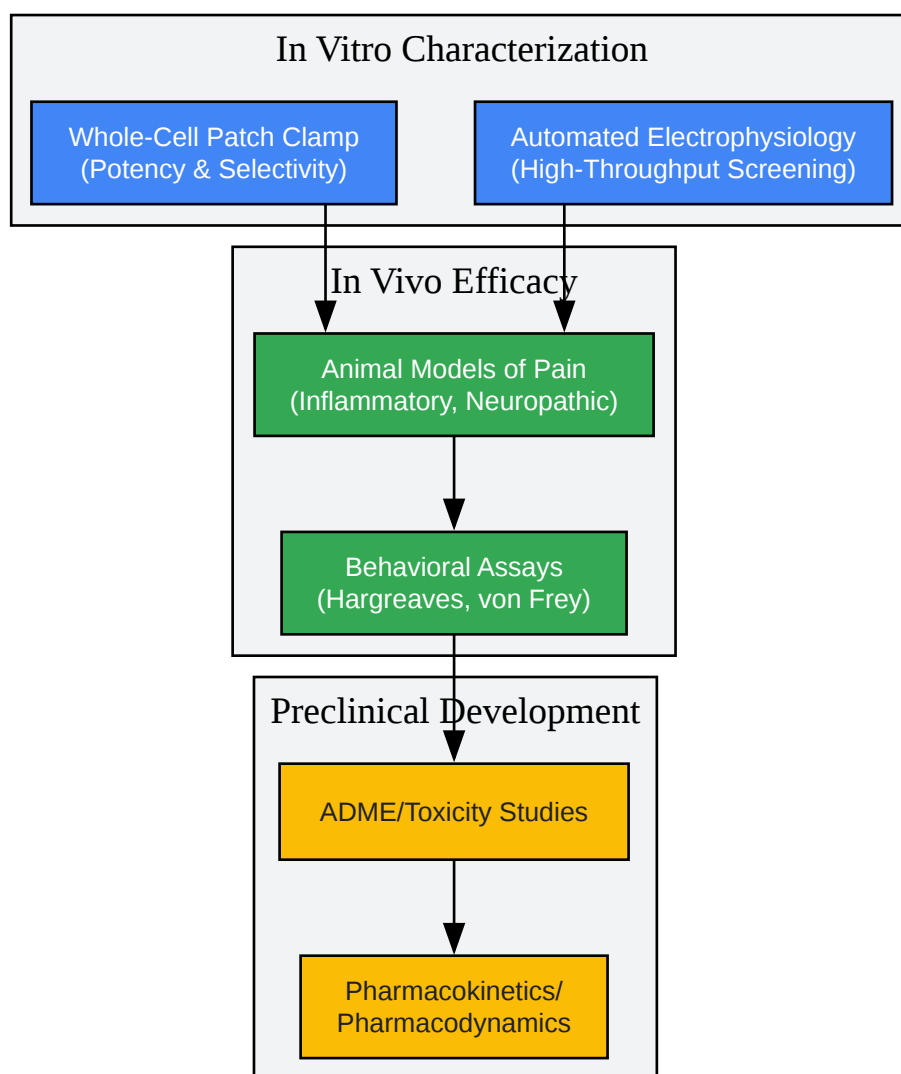 In Vitro Characterization
Whole-Cell Patch Clamp
(Potency & Selectivity)
Automated Electrophysiology
(High-Throughput Screening)
In Vivo Efficacy
Animal Models of Pain
(Inflammatory, Neuropathic)
Behavioral Assays
(Hargreaves, von Frey)
Preclinical Development
ADME/Toxicity Studies
Pharmacokinetics/
Pharmacodynamics